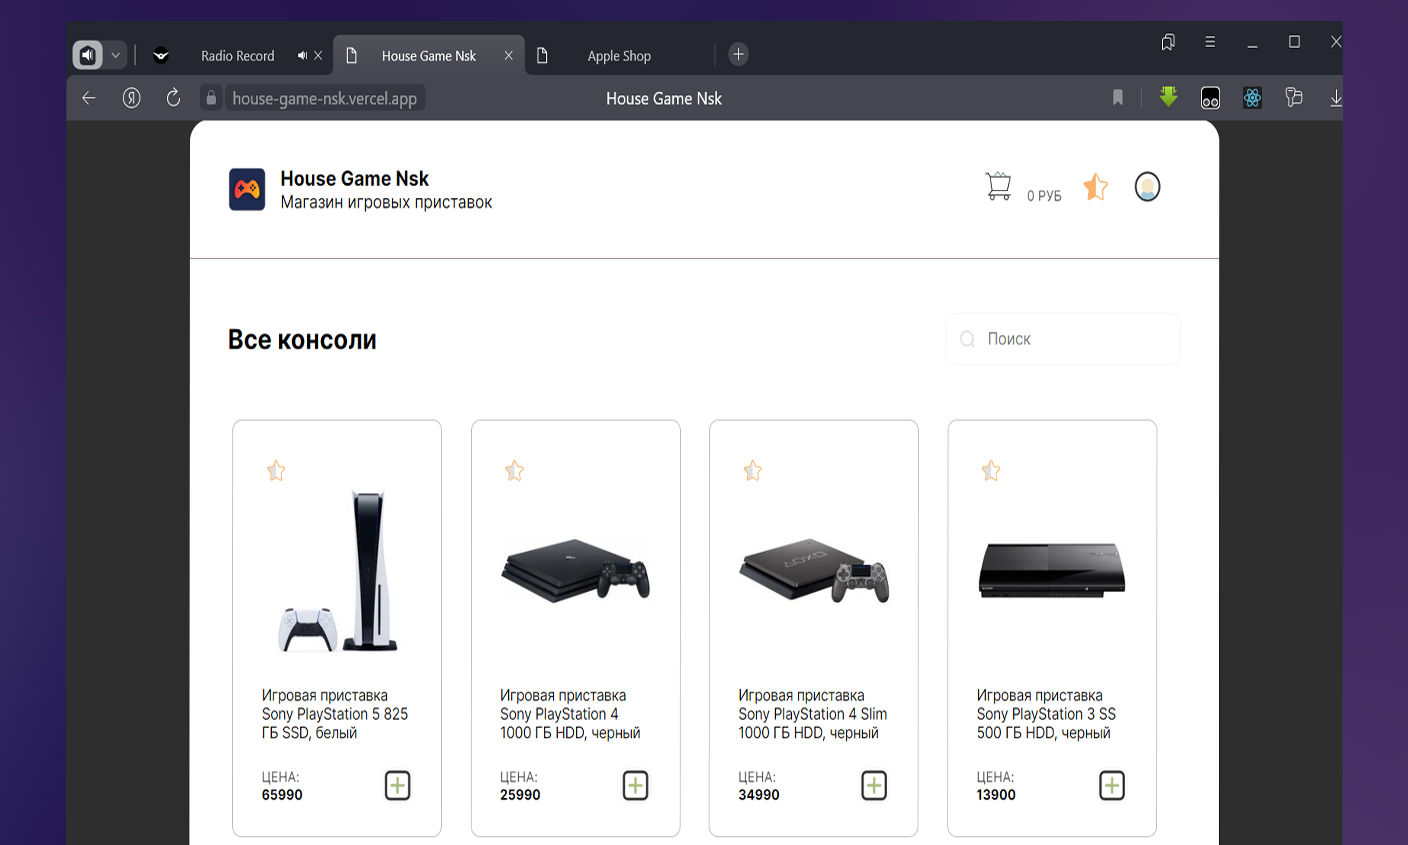 Radio Record
House Game Nsk
Apple Shop
house-game-nsk.vercel.app
House Game Nsk
House Game Nsk
Магазин игровых приставок
0 РУБ
Все консоли
Поиск
Игровая приставка
Sony PlayStation 5 825
ГБ SSD, белый
ЦЕНА:
65990
Игровая приставка
Sony PlayStation 4
1000 ГБ HDD, черный
ЦЕНА:
25990
Игровая приставка
Sony PlayStation 4 Slim
1000 ГБ HDD, черный
ЦЕНА:
34990
Игровая приставка
Sony PlayStation 3 SS
500 ГБ HDD, черный
ЦЕНА:
13900